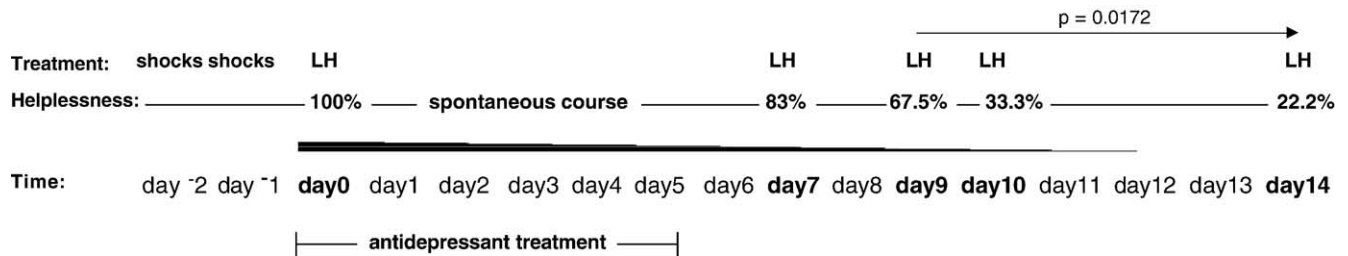 p = 0.0172
Treatment: shocks shocks LH LH LH LH LH
Helplessness: 100% spontaneous course 83% 67.5% 33.3% 22.2%
Time: day -2 day -1 day0 day1 day2 day3 day4 day5 day6 day7 day8 day9 day10 day11 day12 day13 day14
antidepressant treatment